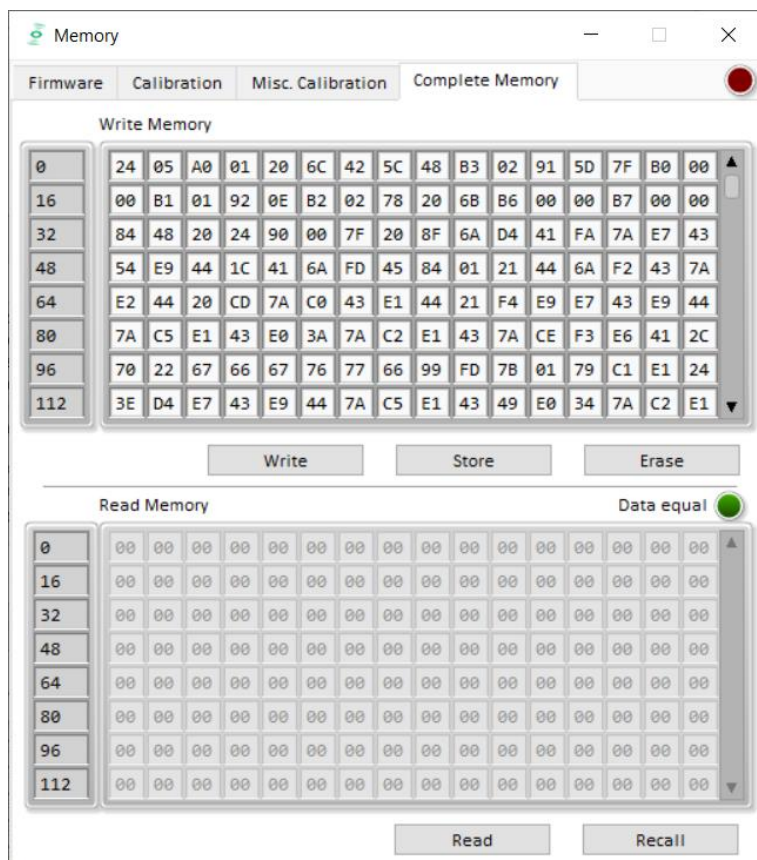 Memory
Firmware Calibration Misc. Calibration Complete Memory
Write Memory
0 24 05 A0 01 20 6C 42 5C 48 B3 02 91 5D 7F B0 00
16 00 B1 01 92 0E B2 02 78 20 6B B6 00 00 B7 00 00
32 84 48 20 24 90 00 7F 20 8F 6A D4 41 FA 7A E7 43
48 54 E9 44 1C 41 6A FD 45 84 01 21 44 6A F2 43 7A
64 E2 44 20 CD 7A C0 43 E1 44 21 F4 E9 E7 43 E9 44
80 7A C5 E1 43 E0 3A 7A C2 E1 43 7A CE F3 E6 41 2C
96 70 22 67 66 67 76 77 66 99 FD 7B 01 79 C1 E1 24
112 3E D4 E7 43 E9 44 7A C5 E1 43 49 E0 34 7A C2 E1
Write Store Erase
Read Memory Data equal
0 00 00 00 00 00 00 00 00 00 00 00 00 00 00 00 00
16 00 00 00 00 00 00 00 00 00 00 00 00 00 00 00 00
32 00 00 00 00 00 00 00 00 00 00 00 00 00 00 00 00
48 00 00 00 00 00 00 00 00 00 00 00 00 00 00 00 00
64 00 00 00 00 00 00 00 00 00 00 00 00 00 00 00 00
80 00 00 00 00 00 00 00 00 00 00 00 00 00 00 00 00
96 00 00 00 00 00 00 00 00 00 00 00 00 00 00 00 00
112 00 00 00 00 00 00 00 00 00 00 00 00 00 00 00 00
Read Recall